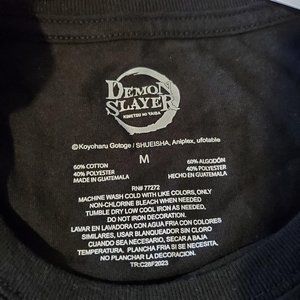 DEMON
SLAYER
KIMETSU NO YAIBA
©Koyoharu Gotoge / SHUEISHA, Aniplex, ufotable
M
60% COTTON
40% POLYESTER
MADE IN GUATEMALA
60% ALGODÓN
40% POLYESTER
HECHO EN GUATEMALA
RN# 77272
MACHINE WASH COLD WITH LIKE COLORS, ONLY
NON-CHLORINE BLEACH WHEN NEEDED
TUMBLE DRY LOW COOL IRON AS NEEDED,
DO NOT IRON DECORATION.
LAVAR EN LAVADORA CON AGUA FRIA CON COLORES
SIMILARES, USAR BLANQUEADOR SIN CLORO
CUANDO SEA NECESARIO, SECAR A BAJA
TEMPERATURA, PLANCHA FRIA SI SE NECESITA,
NO PLANCHAR LA DECORACION.
TR:C28F2023